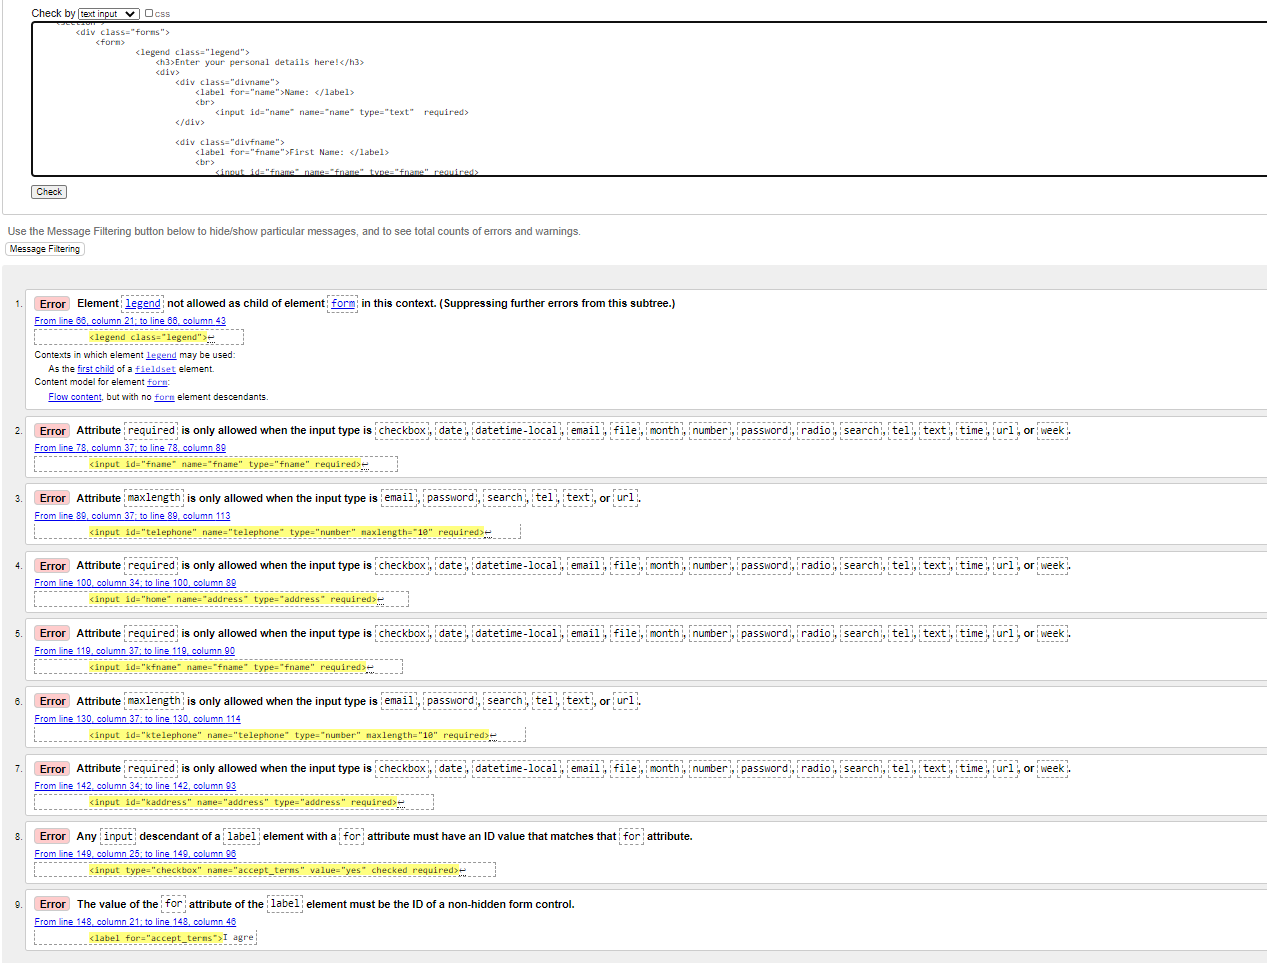 Check by text input css
<section>
<div class="forms">
<form>
<legend class="legend">
<h3>Enter your personal details here!</h3>
<div>
<div class="divname">
<label for="name">Name: </label>
<br>
<input id="name" name="name" type="text"  required>
</div>
<div class="divfname">
<label for="fname">First Name: </label>
<br>
<input id="fname" name="fname" type="fname" required>
Check
Use the Message Filtering button below to hide/show particular messages, and to see total counts of errors and warnings.
Message Filtering
1. Error Element legend not allowed as child of element form in this context. (Suppressing further errors from this subtree.)
From line 66, column 21; to line 66, column 43
<legend class="legend">↩
Contexts in which element legend may be used:
As the first child of a fieldset element.
Content model for element form:
Flow content, but with no form element descendants.
2. Error Attribute required is only allowed when the input type is checkbox, date, datetime-local, email, file, month, number, password, radio, search, tel, text, time, url, or week.
From line 78, column 37; to line 78, column 89
<input id="fname" name="fname" type="fname" required>↩
3. Error Attribute maxlength is only allowed when the input type is email, password, search, tel, text, or url.
From line 89, column 37; to line 89, column 113
<input id="telephone" name="telephone" type="number" maxlength="10" required>↩
4. Error Attribute required is only allowed when the input type is checkbox, date, datetime-local, email, file, month, number, password, radio, search, tel, text, time, url, or week.
From line 100, column 34; to line 100, column 89
<input id="home" name="address" type="address" required>↩
5. Error Attribute required is only allowed when the input type is checkbox, date, datetime-local, email, file, month, number, password, radio, search, tel, text, time, url, or week.
From line 119, column 37; to line 119, column 90
<input id="kfname" name="fname" type="fname" required>↩
6. Error Attribute maxlength is only allowed when the input type is email, password, search, tel, text, or url.
From line 130, column 37; to line 130, column 114
<input id="ktelephone" name="telephone" type="number" maxlength="10" required>↩
7. Error Attribute required is only allowed when the input type is checkbox, date, datetime-local, email, file, month, number, password, radio, search, tel, text, time, url, or week.
From line 142, column 34; to line 142, column 93
<input id="kaddress" name="address" type="address" required>↩
8. Error Any input descendant of a label element with a for attribute must have an ID value that matches that for attribute.
From line 149, column 25; to line 149, column 96
<input type="checkbox" name="accept_terms" value="yes" checked required>↩
9. Error The value of the for attribute of the label element must be the ID of a non-hidden form control.
From line 148, column 21; to line 148, column 46
<label for="accept_terms">I agre